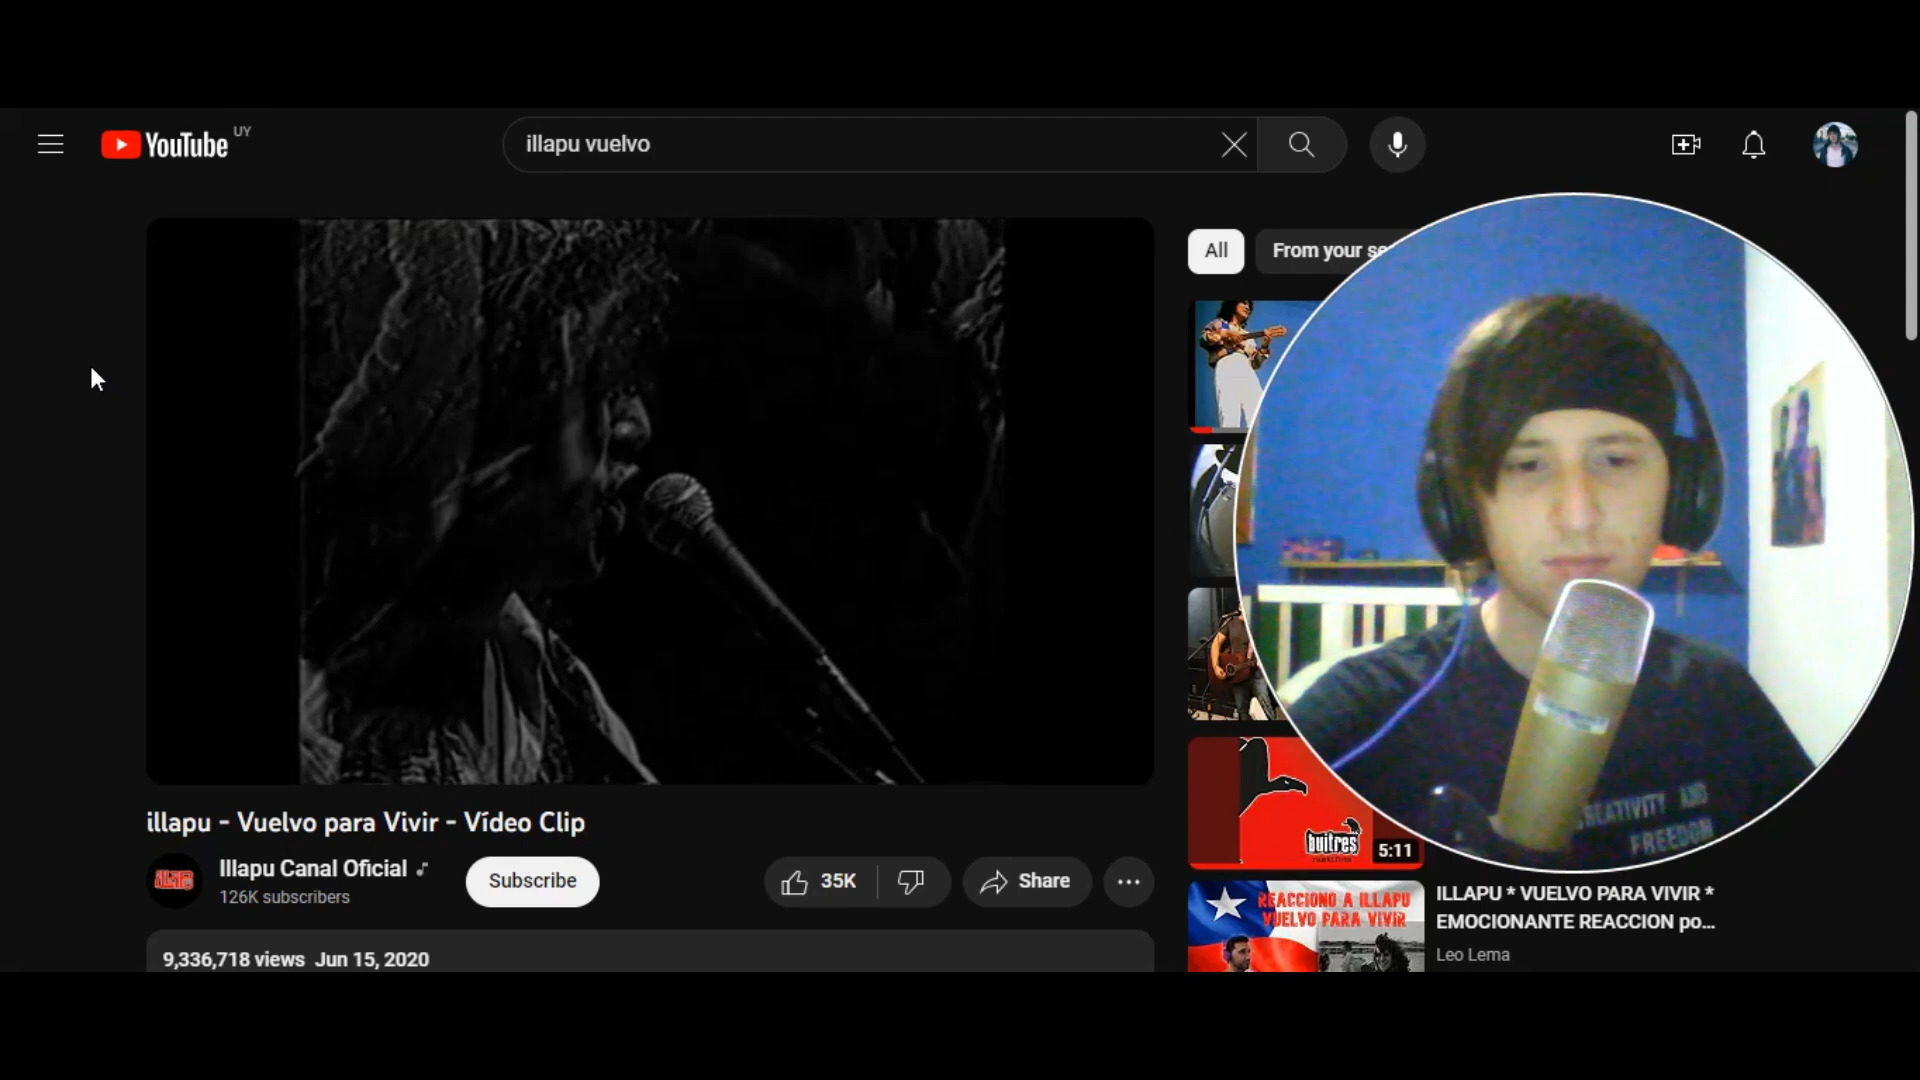 YouTube UY
illapu vuelvo
All
From your se
illapu - Vuelvo para Vivir - Vídeo Clip
Illapu Canal Oficial
126K subscribers
Subscribe
35K
Share
9,336,718 views Jun 15, 2020
buitres
5:11
REACCIONO A ILLAPU
VUELVO PARA VIVIR
ILLAPU * VUELVO PARA VIVIR *
EMOCIONANTE REACCION po...
Leo Lema
CREATIVITY AND
FREEDOM